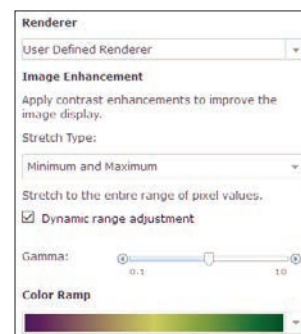 Renderer
User Defined Renderer
Image Enhancement
Apply contrast enhancements to improve the
image display.
Stretch Type:
Minimum and Maximum
Stretch to the entire range of pixel values.
Dynamic range adjustment
Gamma:
0.1 10
Color Ramp